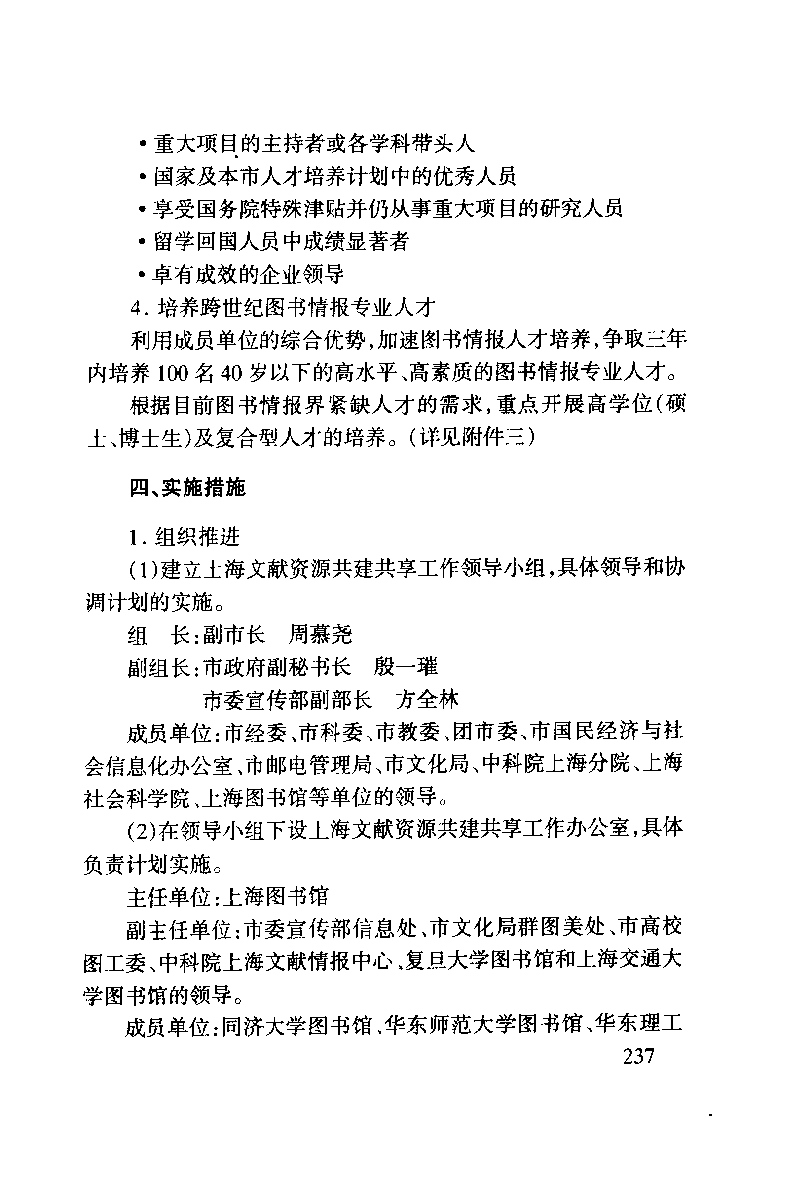 ·重大项目的主持者或各学科带头人
·国家及本市人才培养计划中的优秀人员
·享受国务院特殊津贴并仍从事重大项目的研究人员
·留学回国人员中成绩显著者
·卓有成效的企业领导
4. 培养跨世纪图书情报专业人才
利用成员单位的综合优势,加速图书情报人才培养,争取三年
内培养100名40岁以下的高水平、高素质的图书情报专业人才。
根据目前图书情报界紧缺人才的需求,重点开展高学位(硕
士、博士生)及复合型人才的培养。(详见附件三)
四、实施措施
1. 组织推进
(1)建立上海文献资源共建共享工作领导小组,具体领导和协
调计划的实施。
组　长:副市长　周慕尧
副组长:市政府副秘书长　殷一璀
市委宣传部副部长　方全林
成员单位:市经委、市科委、市教委、团市委、市国民经济与社
会信息化办公室、市邮电管理局、市文化局、中科院上海分院、上海
社会科学院、上海图书馆等单位的领导。
(2)在领导小组下设上海文献资源共建共享工作办公室,具体
负责计划实施。
主任单位:上海图书馆
副主任单位:市委宣传部信息处、市文化局群图美处、市高校
图工委、中科院上海文献情报中心、复旦大学图书馆和上海交通大
学图书馆的领导。
成员单位:同济大学图书馆、华东师范大学图书馆、华东理工
237